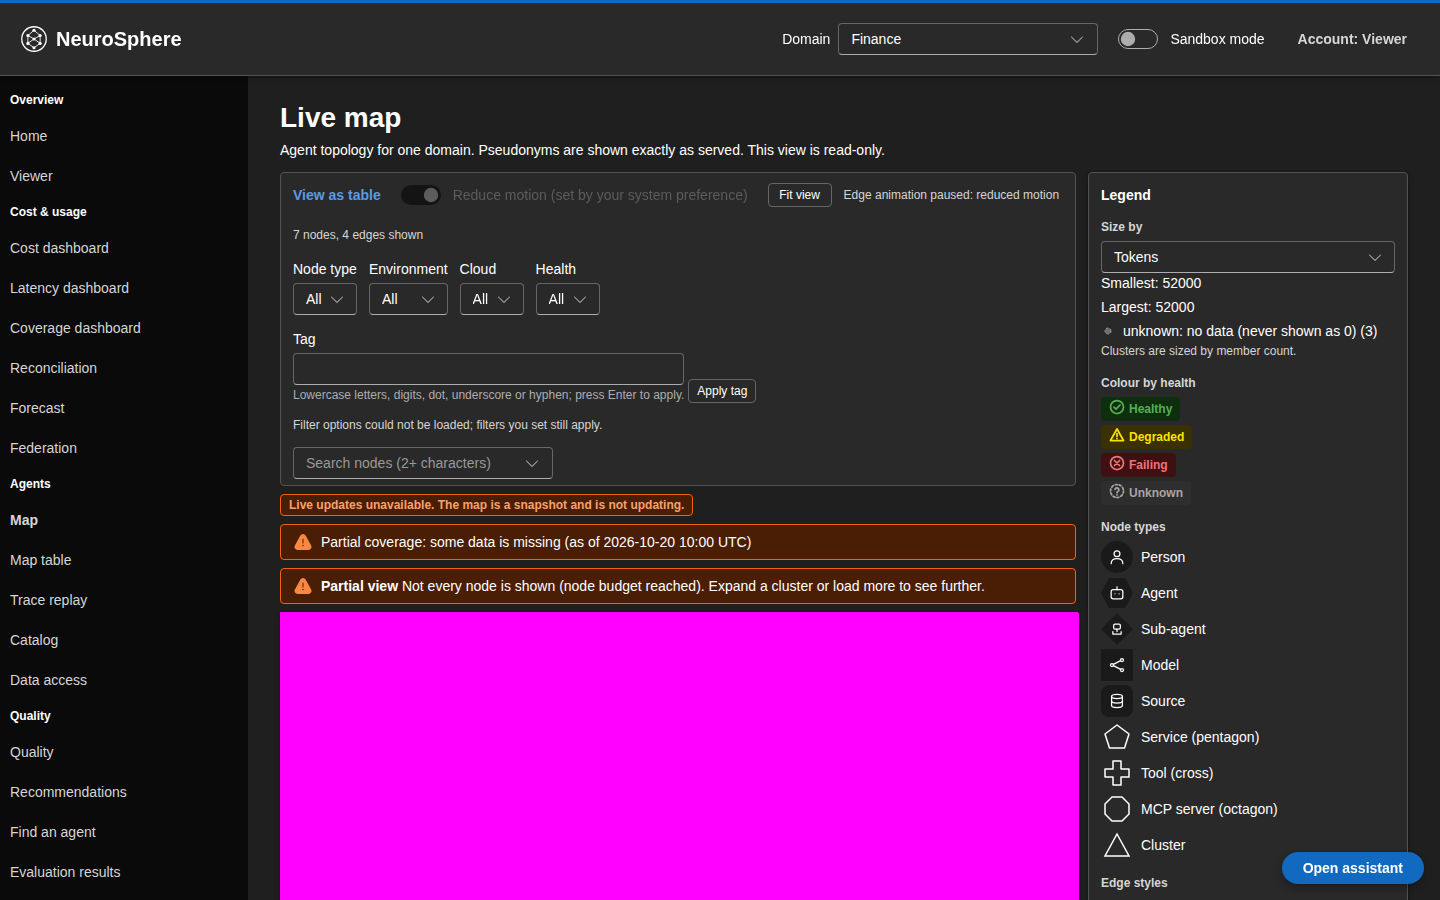 NeuroSphere
Domain
Finance
Sandbox mode
Account: Viewer
Overview
Home
Viewer
Cost & usage
Cost dashboard
Latency dashboard
Coverage dashboard
Reconciliation
Forecast
Federation
Agents
Map
Map table
Trace replay
Catalog
Data access
Quality
Quality
Recommendations
Find an agent
Evaluation results
Live map
Agent topology for one domain. Pseudonyms are shown exactly as served. This view is read-only.
View as table
Reduce motion (set by your system preference)
Fit view
Edge animation paused: reduced motion
7 nodes, 4 edges shown
Node type
Environment
Cloud
Health
All
All
All
All
Tag
Lowercase letters, digits, dot, underscore or hyphen; press Enter to apply.
Apply tag
Filter options could not be loaded; filters you set still apply.
Search nodes (2+ characters)
Live updates unavailable. The map is a snapshot and is not updating.
Partial coverage: some data is missing (as of 2026-10-20 10:00 UTC)
Partial view Not every node is shown (node budget reached). Expand a cluster or load more to see further.
Legend
Size by
Tokens
Smallest: 52000
Largest: 52000
unknown: no data (never shown as 0) (3)
Clusters are sized by member count.
Colour by health
Healthy
Degraded
Failing
Unknown
Node types
Person
Agent
Sub-agent
Model
Source
Service (pentagon)
Tool (cross)
MCP server (octagon)
Cluster
Edge styles
Open assistant